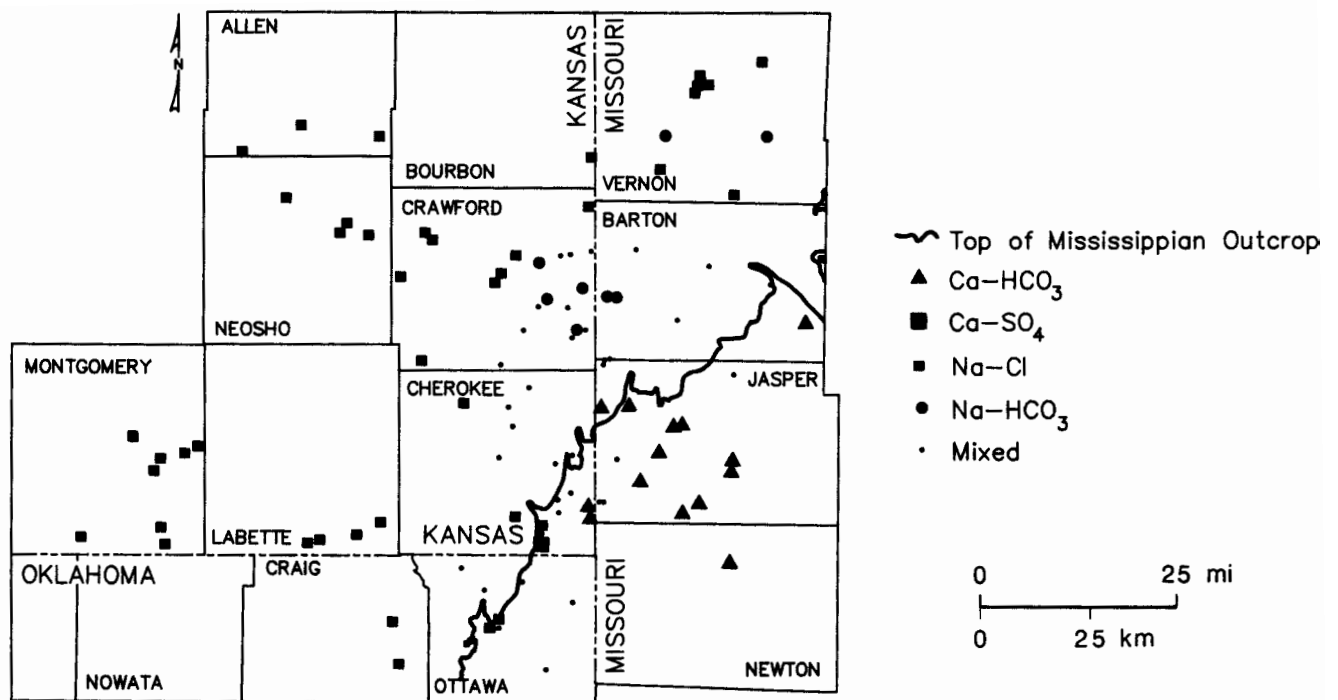 N
ALLEN
KANSAS
MISSOURI
BOURBON
VERNON
CRAWFORD
BARTON
NEOSHO
MONTGOMERY
CHEROKEE
JASPER
LABETTE
KANSAS
OKLAHOMA
CRAIG
MISSOURI
NOWATA
OTTAWA
NEWTON
Top of Mississippian Outcrop
Ca-HCO₃
Ca-SO₄
Na-Cl
Na-HCO₃
Mixed
0 25 mi
0 25 km